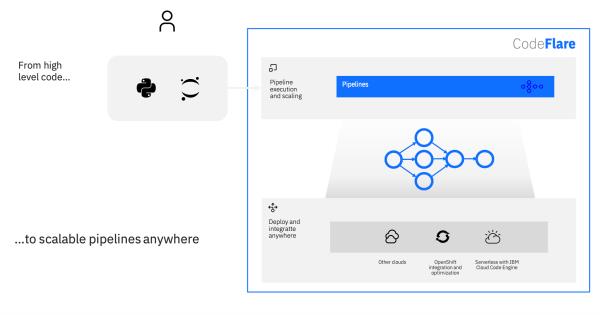 CodeFlare
From high
level code...
Pipeline
execution
and scaling
Pipelines
Deploy and
integratte
anywhere
...to scalable pipelines anywhere
Other clouds
OpenShift
integration and
optimization
Serverless with IBM
Cloud Code Engine